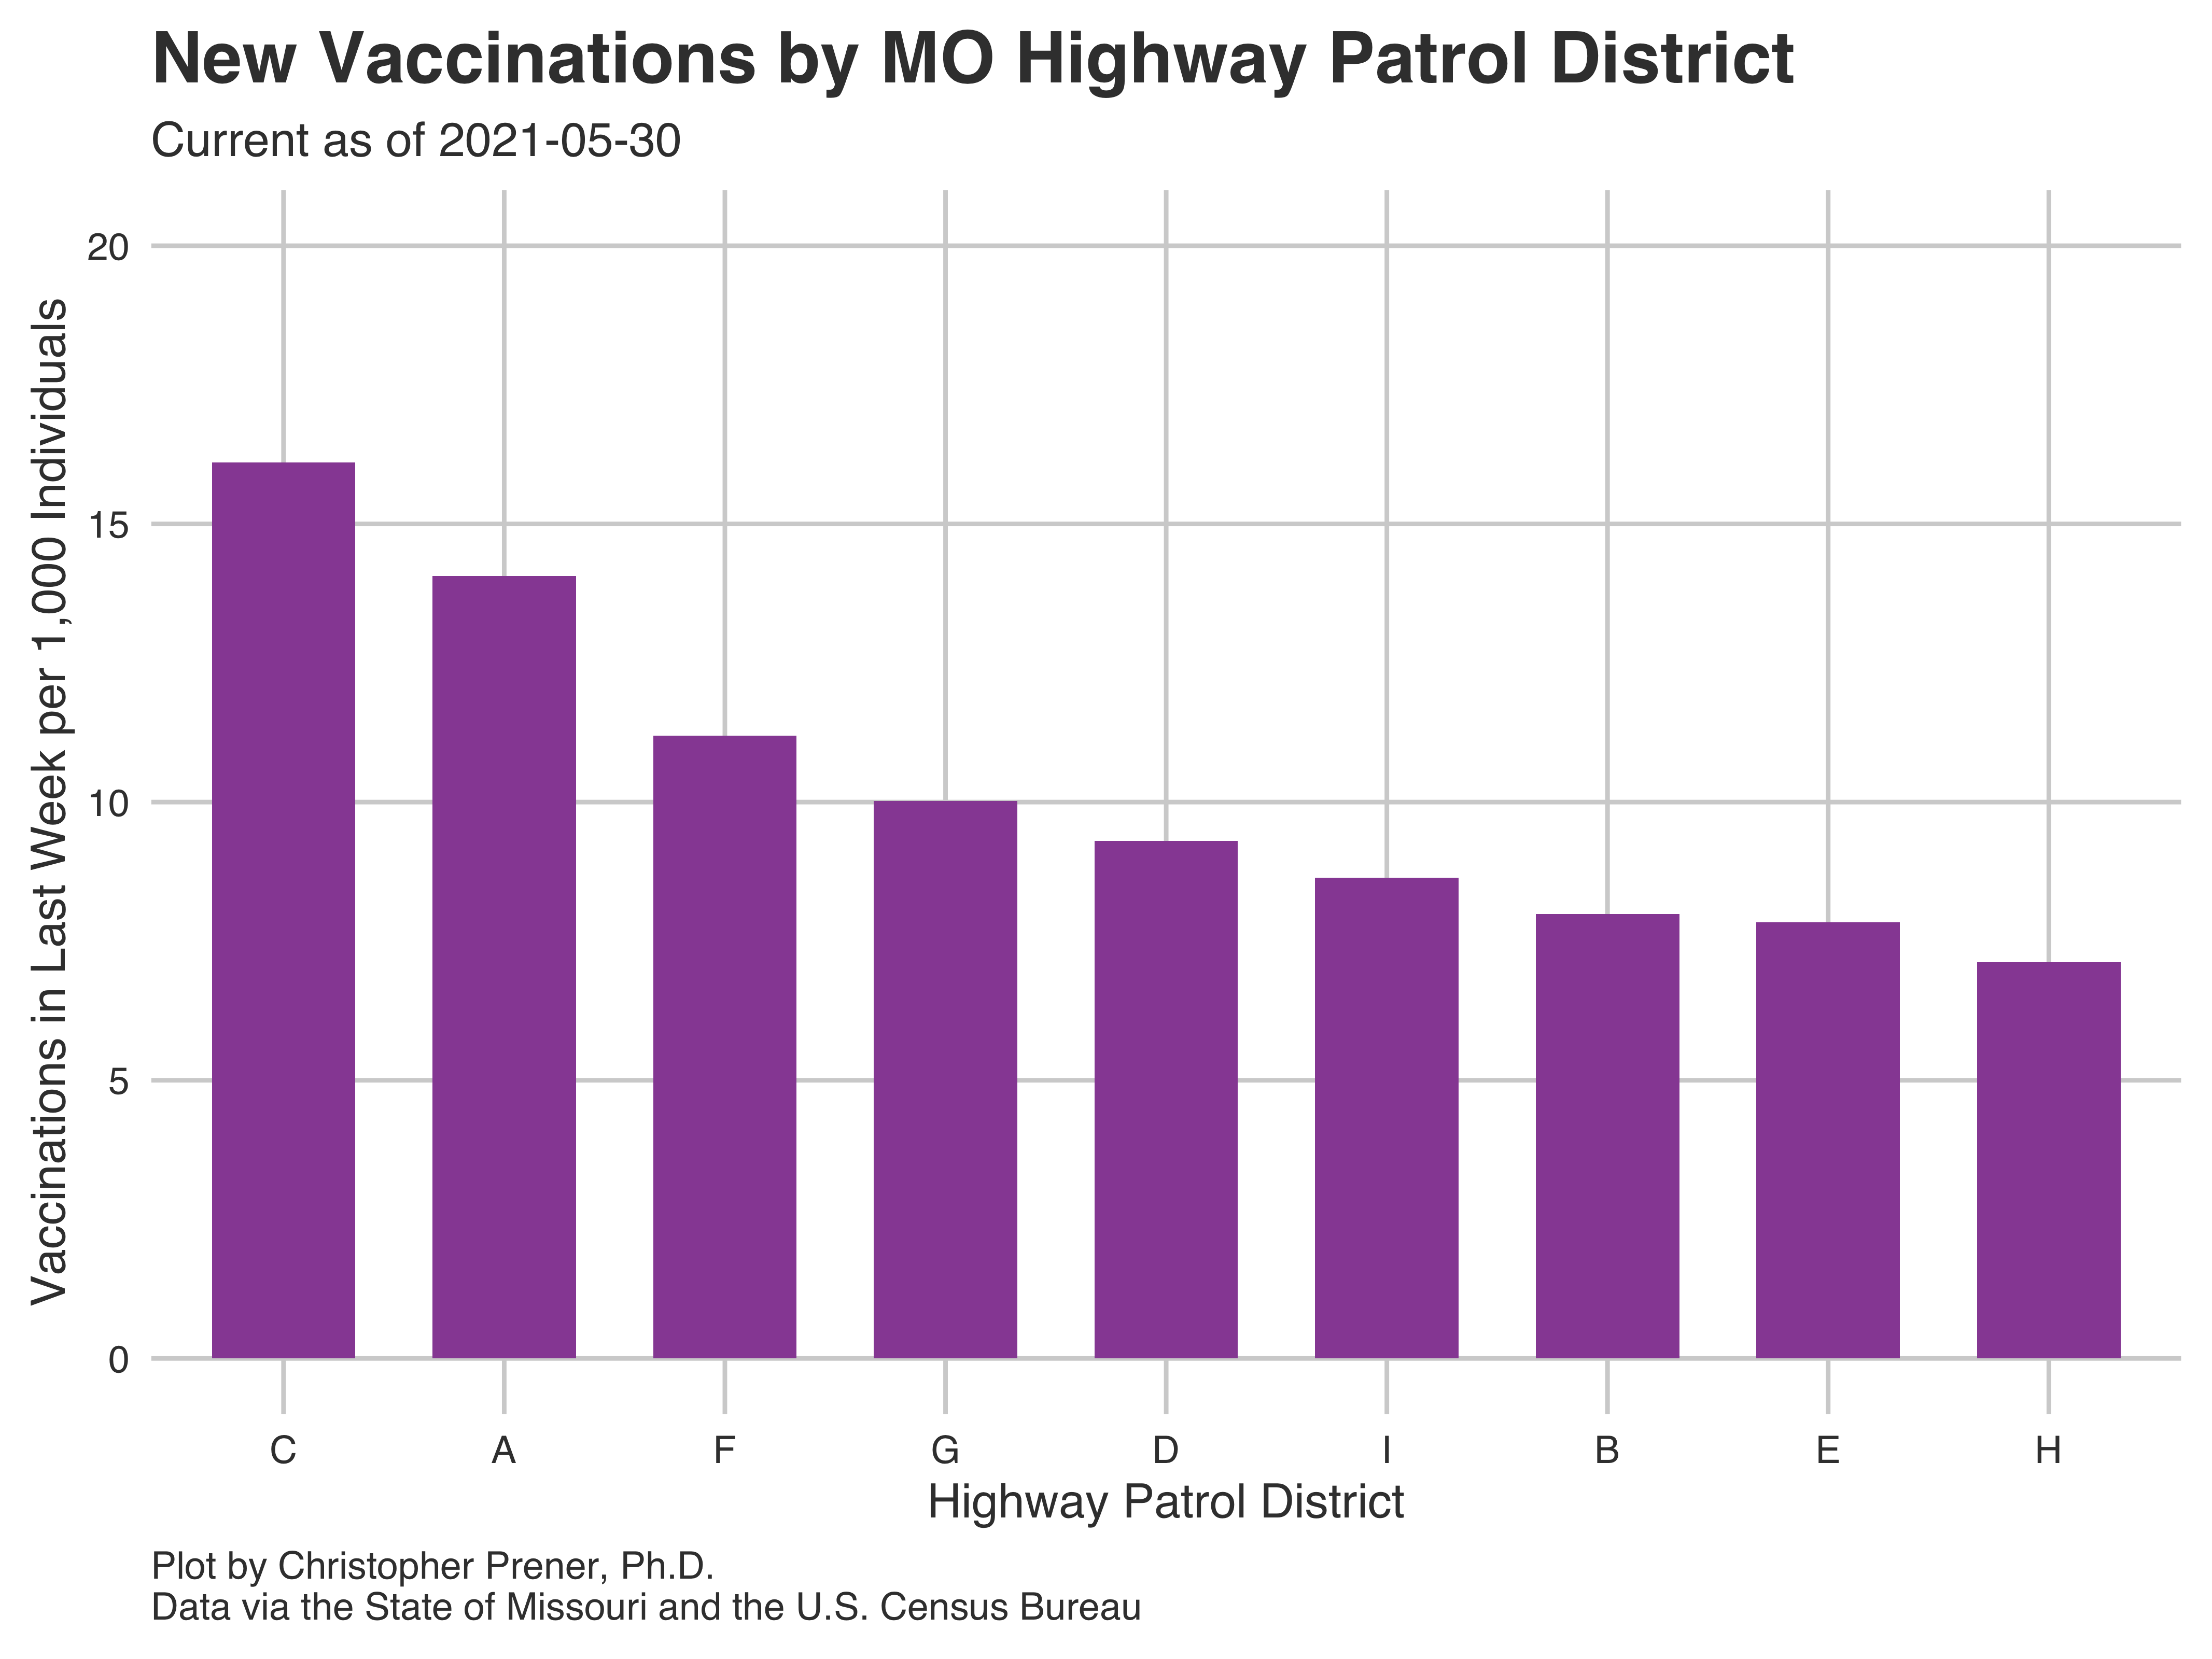 New Vaccinations by MO Highway Patrol District
Current as of 2021-05-30
Vaccinations in Last Week per 1,000 Individuals
20
15
10
5
0
C A F G D I B E H
Highway Patrol District
Plot by Christopher Prener, Ph.D.
Data via the State of Missouri and the U.S. Census Bureau